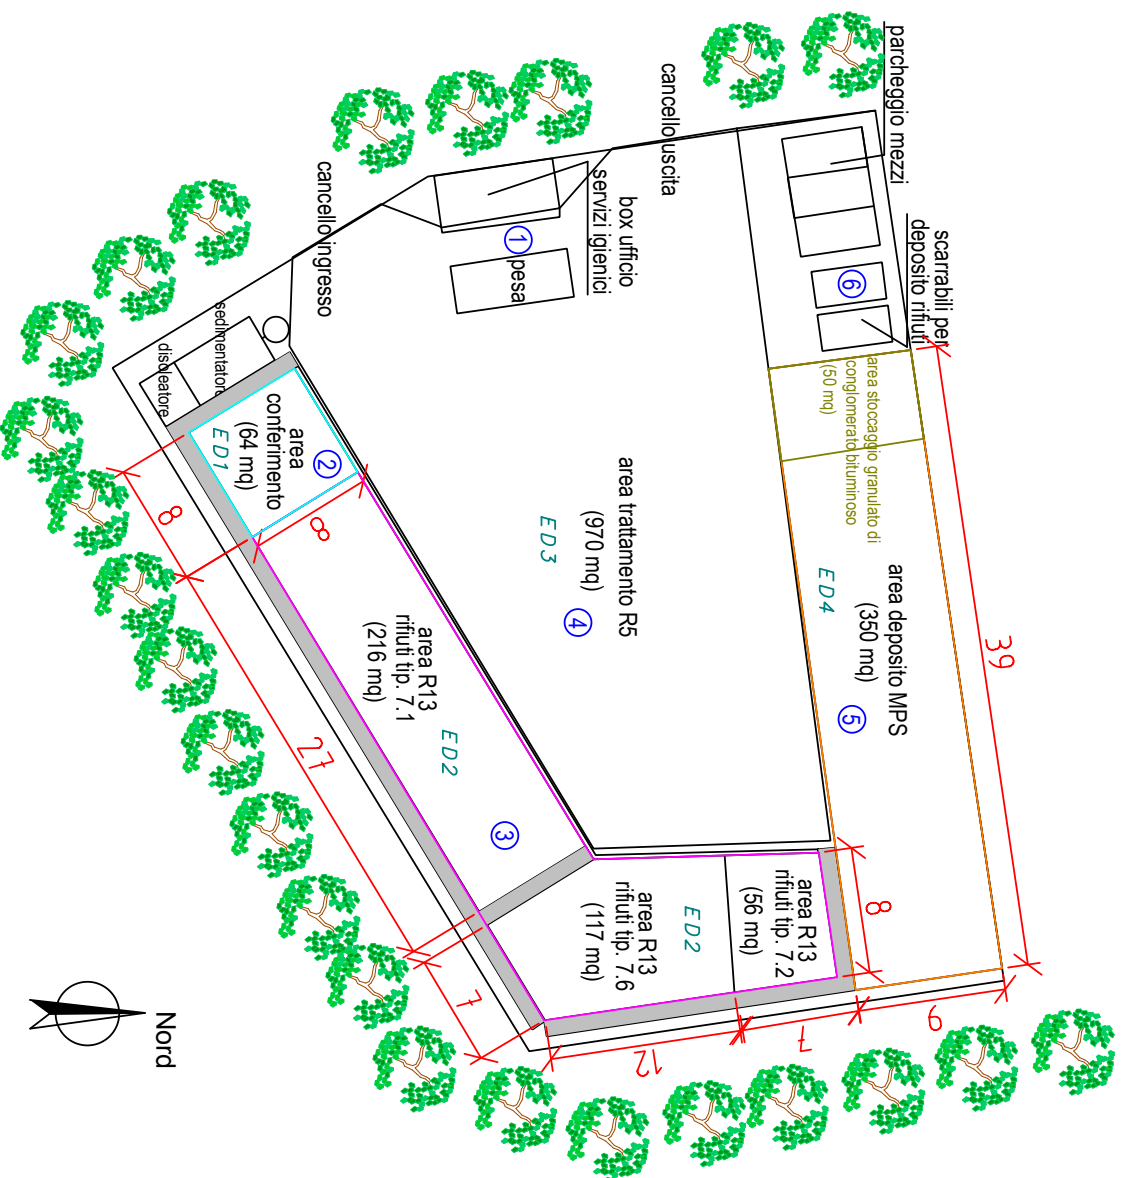 parcheggio mezzi
scarrabili per
deposito rifiuti
6
cancello uscita
box ufficio
servizi igienici
1
pesa
cancello ingresso
sedimentatore
disoleatore
area stoccaggio granulato di
conglomerato bituminoso
(50 mq)
39
area deposito MPS
(350 mq)
5
ED4
area trattamento R5
(970 mq)
4
ED3
area
conferimento
(64 mq)
2
ED1
8
8
area R13
rifiuti tip. 7.1
(216 mq)
ED2
3
27
area R13
rifiuti tip. 7.2
(56 mq)
8
area R13
rifiuti tip. 7.6
(117 mq)
ED2
7
12
7
9
Nord